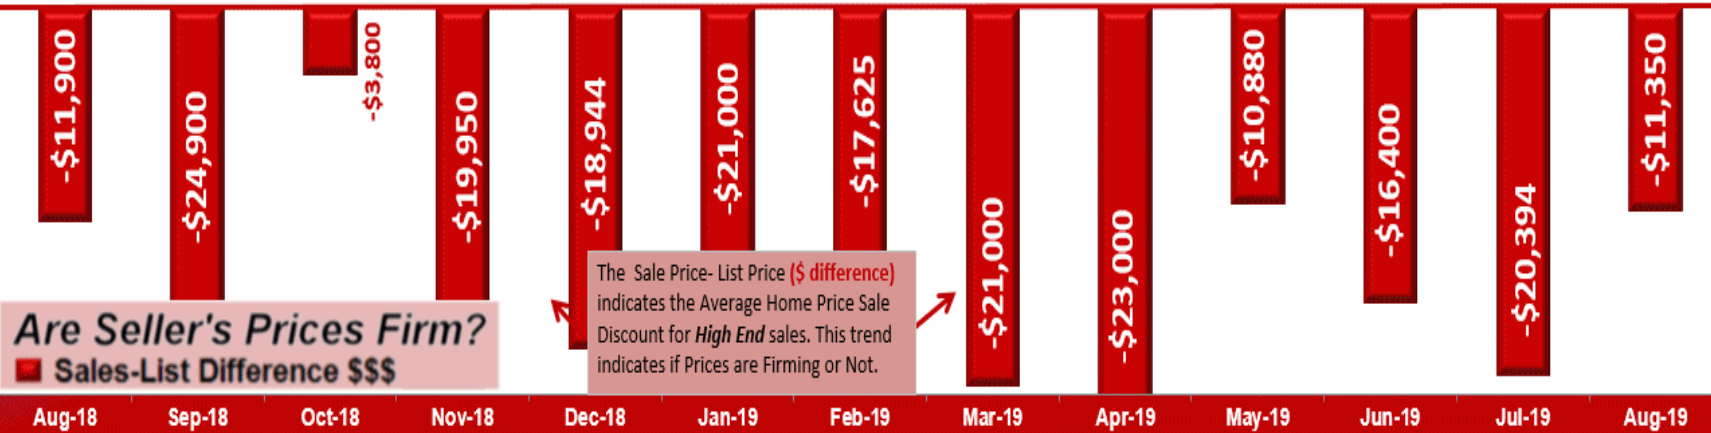 -$11,900
-$24,900
-$3,800
-$19,950
-$18,944
-$21,000
-$17,625
-$21,000
-$23,000
-$10,880
-$16,400
-$20,394
-$11,350
The Sale Price- List Price ($ difference)
indicates the Average Home Price Sale
Discount for High End sales. This trend
indicates if Prices are Firming or Not.
Are Seller's Prices Firm?
Sales-List Difference $$$
Aug-18 Sep-18 Oct-18 Nov-18 Dec-18 Jan-19 Feb-19 Mar-19 Apr-19 May-19 Jun-19 Jul-19 Aug-19